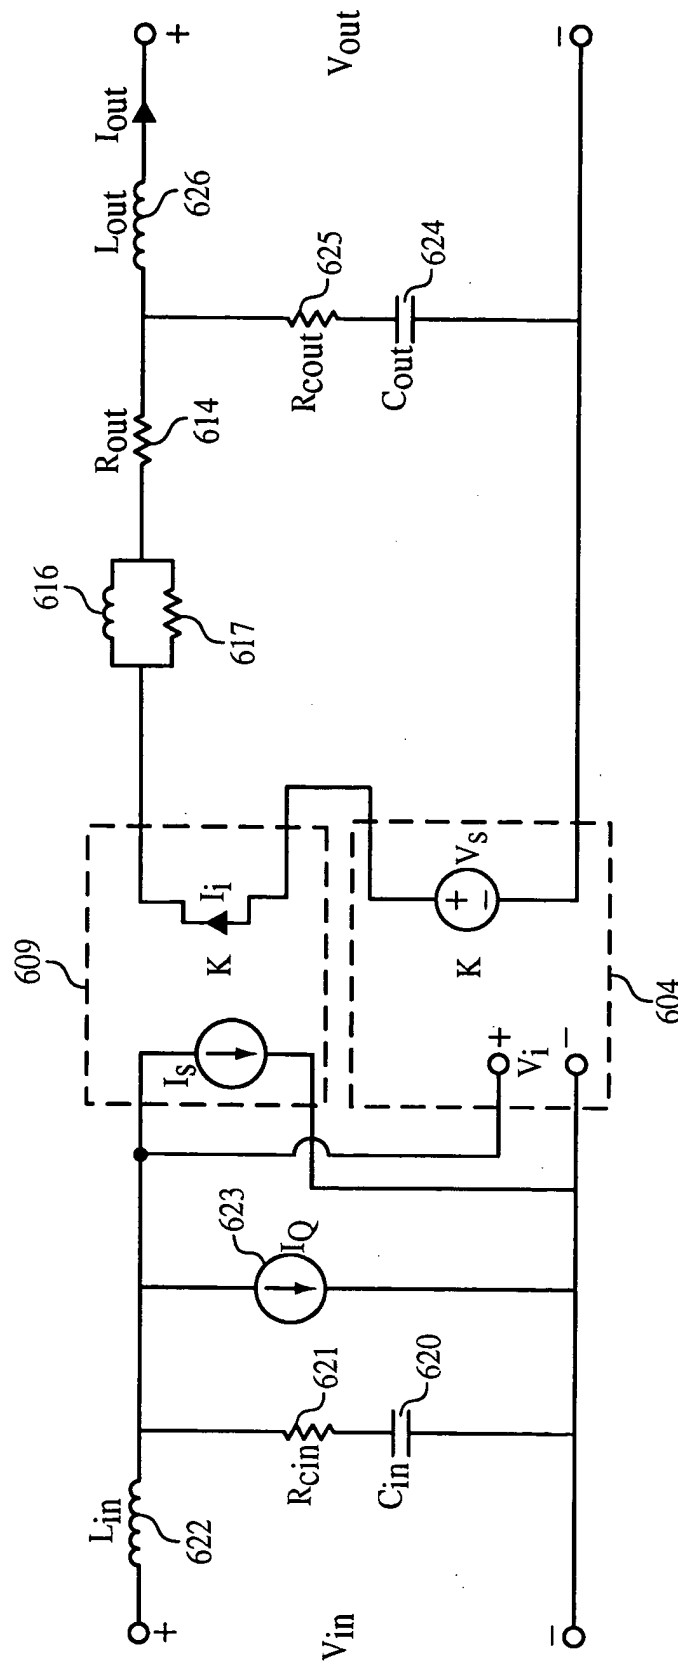 609
616
Rout
614
Lout
626
Iout
+
617
Lin
622
+
Rcin
621
Cin
620
623
IQ
Is
Ii
K
Rcout
625
Cout
624
Vin
Vout
+
Vi
−
K
+
−
Vs
604
−
−